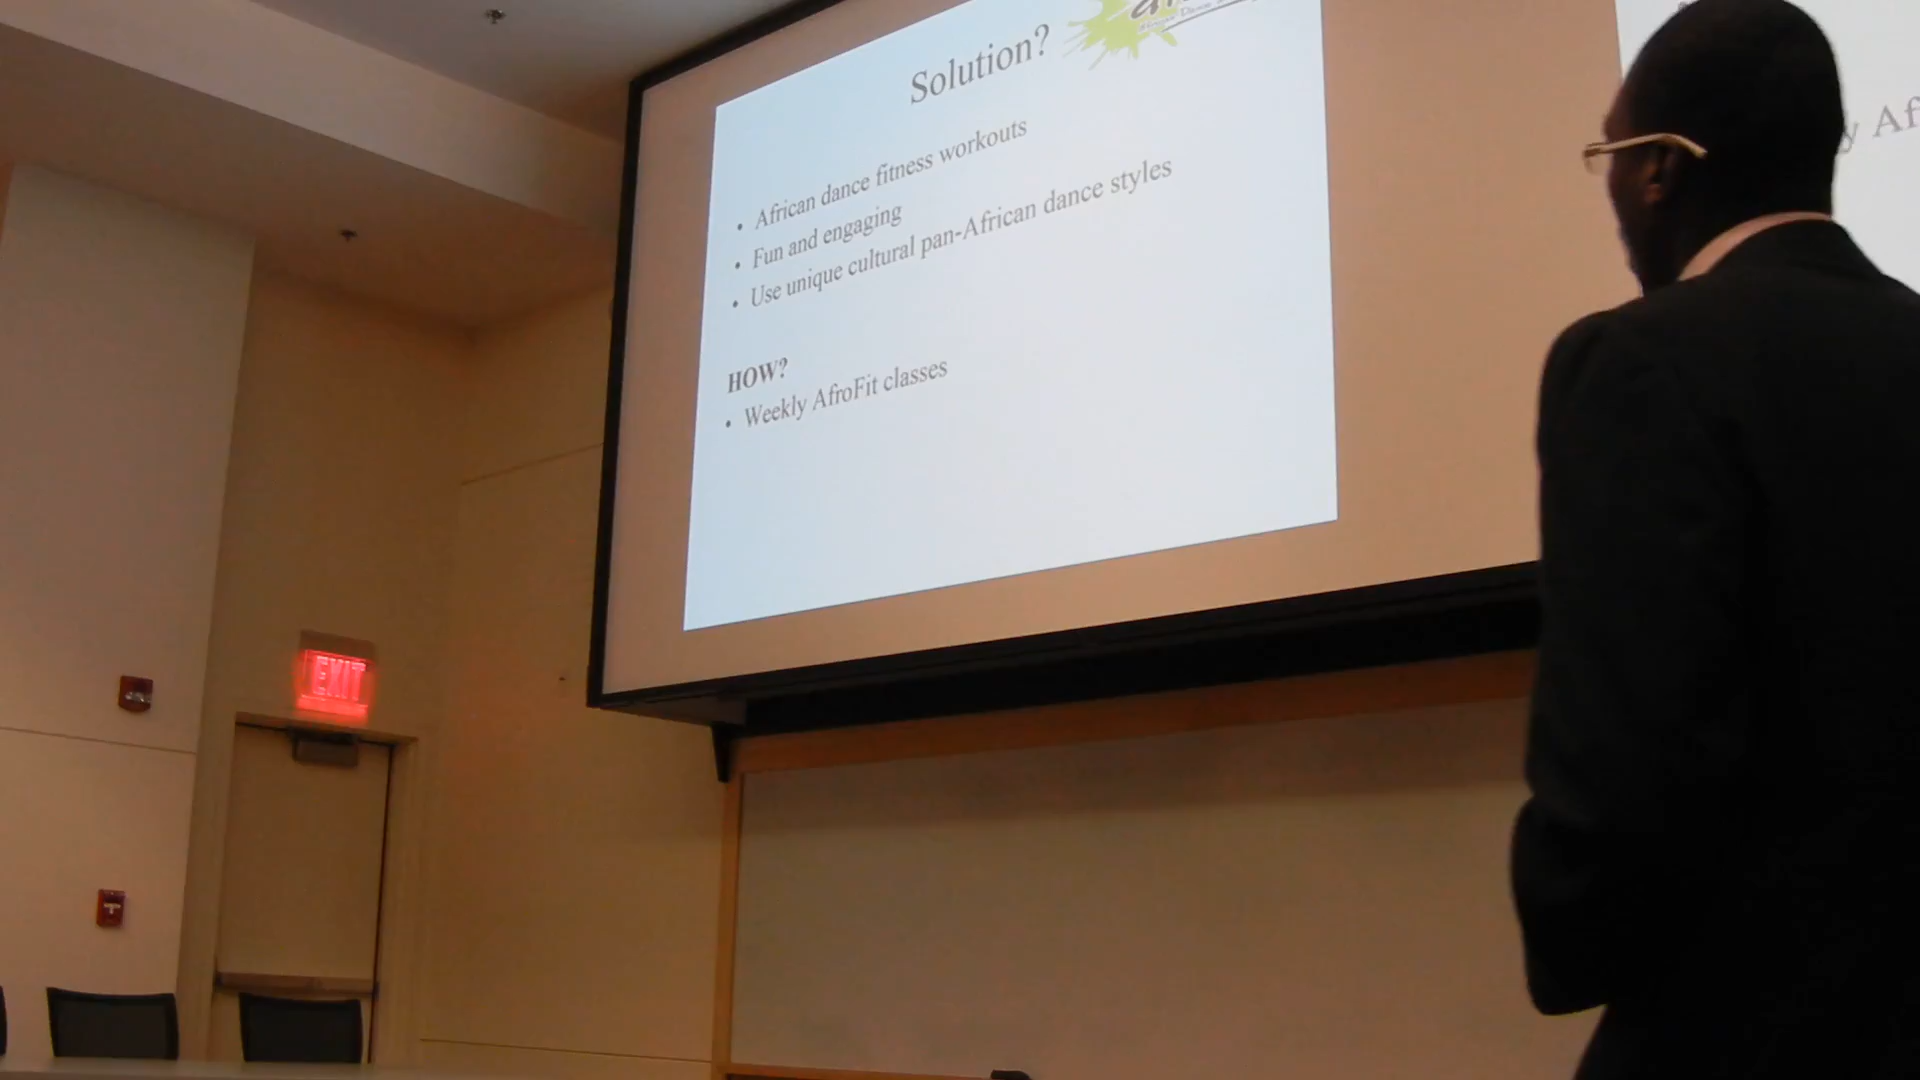 Solution?
• African dance fitness workouts
• Fun and engaging
• Use unique cultural pan-African dance styles
HOW?
• Weekly AfroFit classes
y Af
EXIT